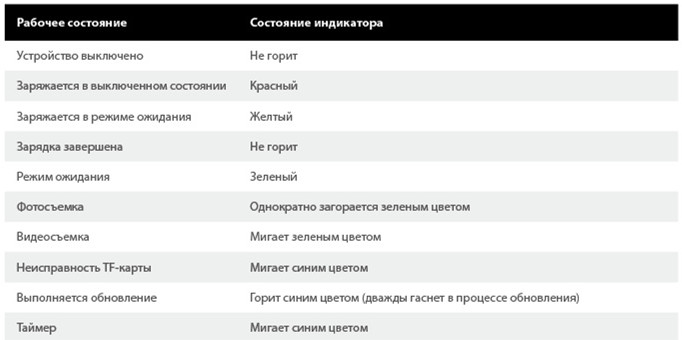 Рабочее состояние Состояние индикатора
Устройство выключено Не горит
Заряжается в выключенном состоянии Красный
Заряжается в режиме ожидания Желтый
Зарядка завершена Не горит
Режим ожидания Зеленый
Фотосъемка Однократно загорается зеленым цветом
Видеосъемка Мигает зеленым цветом
Неисправность TF-карты Мигает синим цветом
Выполняется обновление Горит синим цветом (дважды гаснет в процессе обновления)
Таймер Мигает синим цветом